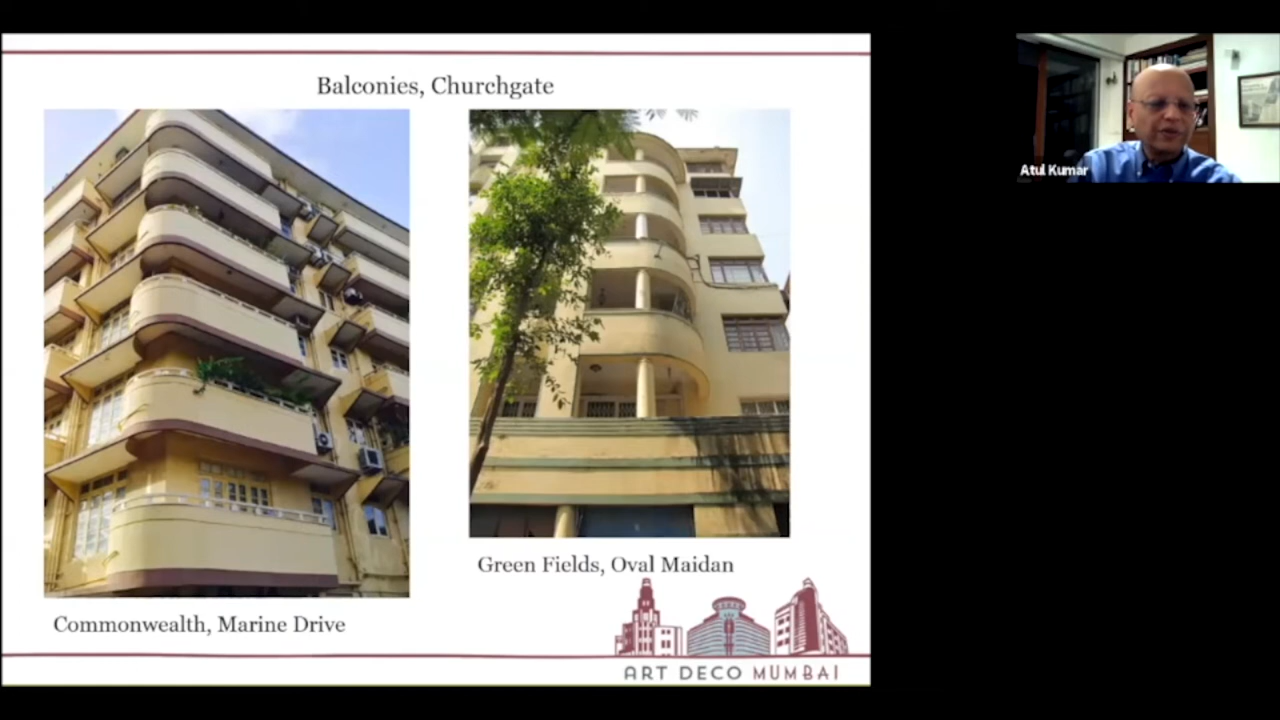 Balconies, Churchgate
Atul Kumar
Green Fields, Oval Maidan
Commonwealth, Marine Drive
ART DECO MUMBAI